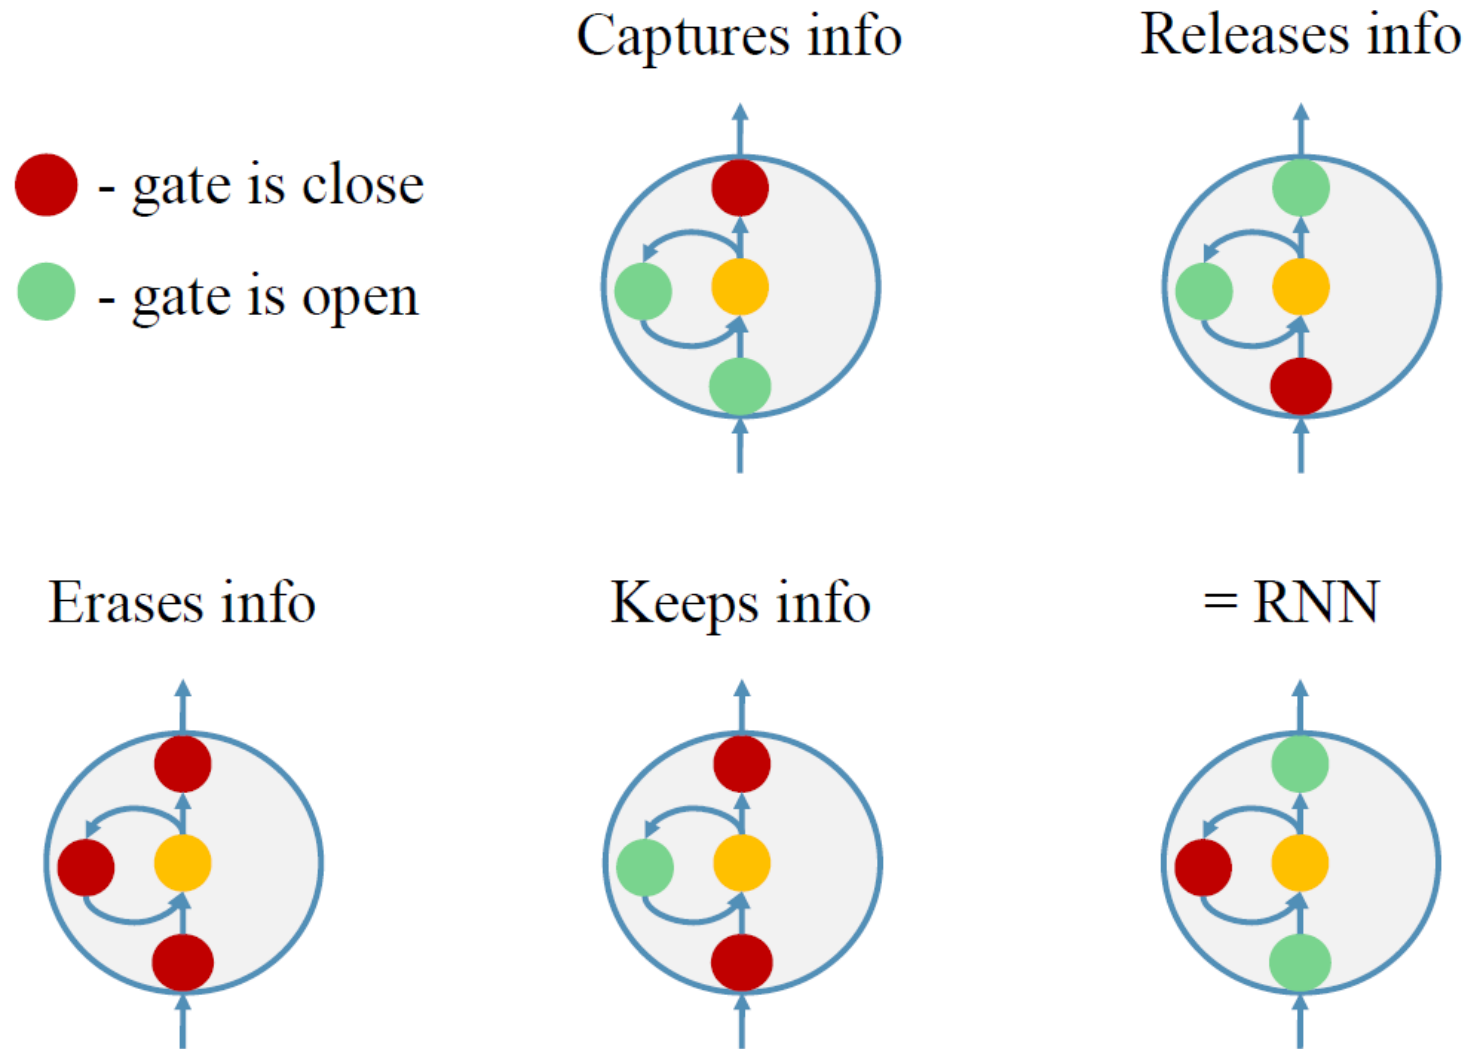 Captures info
Releases info
- gate is close
- gate is open
Erases info
Keeps info
= RNN